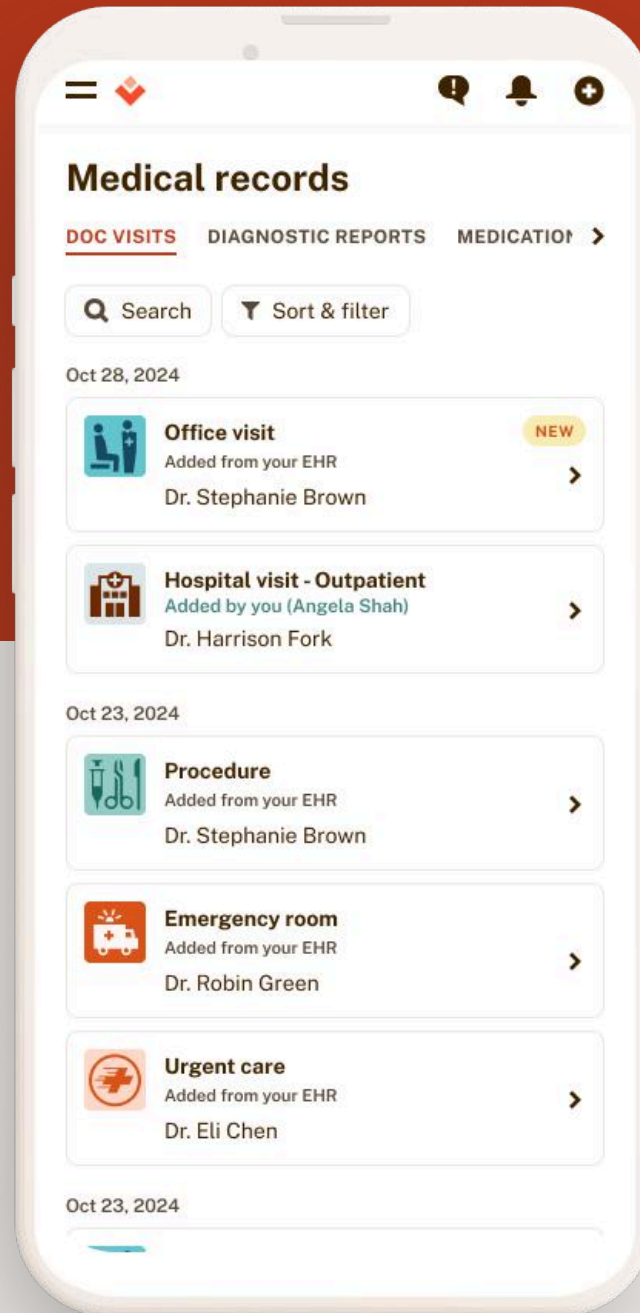 Medical records
DOC VISITS DIAGNOSTIC REPORTS MEDICATION
Search Sort & filter
Oct 28, 2024
Office visit NEW
Added from your EHR
Dr. Stephanie Brown
Hospital visit - Outpatient
Added by you (Angela Shah)
Dr. Harrison Fork
Oct 23, 2024
Procedure
Added from your EHR
Dr. Stephanie Brown
Emergency room
Added from your EHR
Dr. Robin Green
Urgent care
Added from your EHR
Dr. Eli Chen
Oct 23, 2024